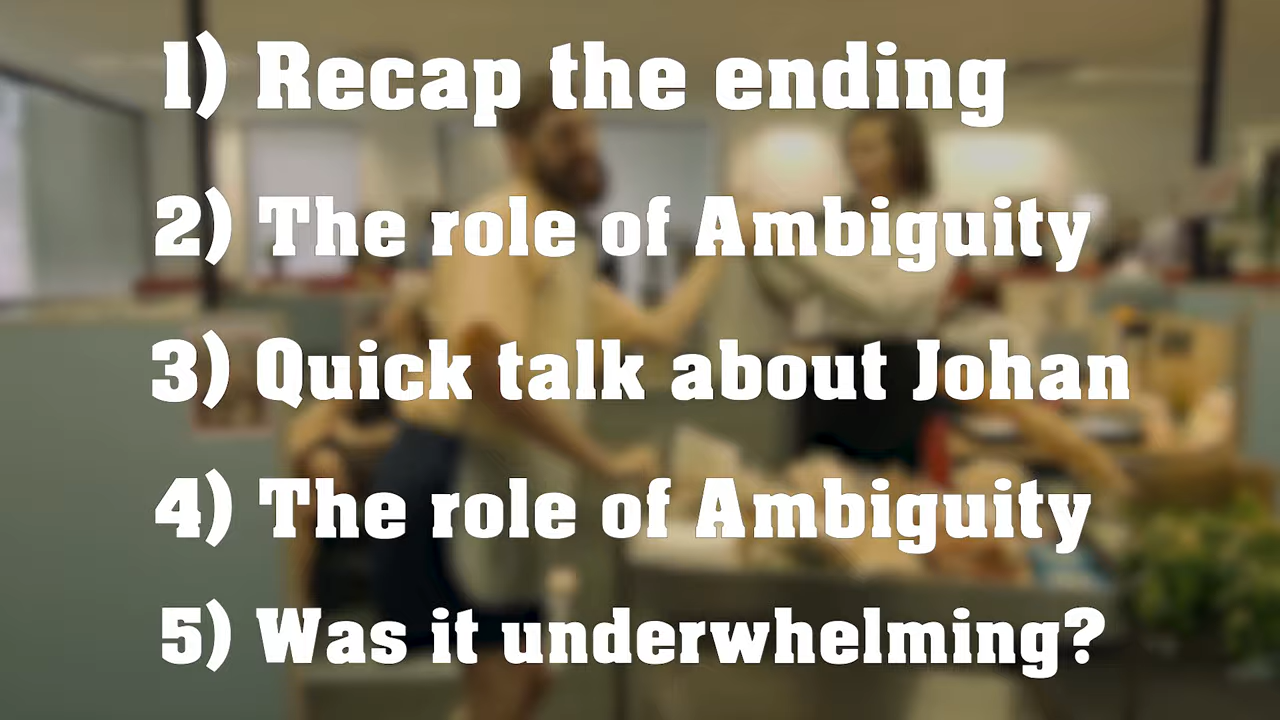 1) Recap the ending
2) The role of Ambiguity
3) Quick talk about Johan
4) The role of Ambiguity
5) Was it underwhelming?